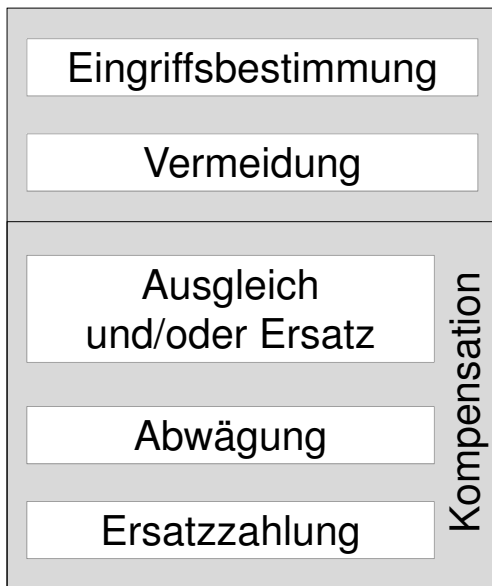 Eingriffsbestimmung
Vermeidung
Ausgleich
und/oder Ersatz
Abwägung
Ersatzzahlung
Kompensation